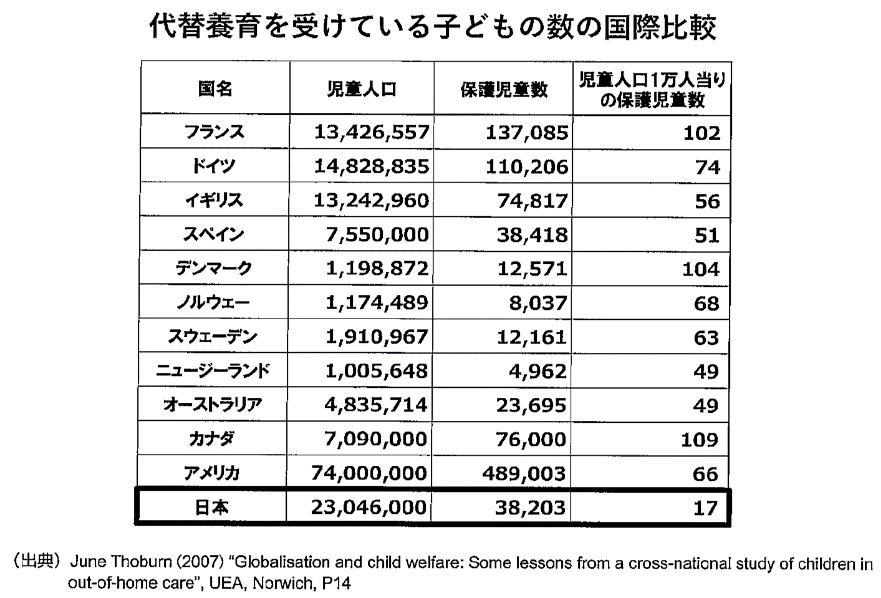 代替養育を受けている子どもの数の国際比較
国名 児童人口 保護児童数 児童人口1万人当り
の保護児童数
フランス 13,426,557 137,085 102
ドイツ 14,828,835 110,206 74
イギリス 13,242,960 74,817 56
スペイン 7,550,000 38,418 51
デンマーク 1,198,872 12,571 104
ノルウェー 1,174,489 8,037 68
スウェーデン 1,910,967 12,161 63
ニュージーランド 1,005,648 4,962 49
オーストラリア 4,835,714 23,695 49
カナダ 7,090,000 76,000 109
アメリカ 74,000,000 489,003 66
日本 23,046,000 38,203 17
（出典）June Thoburn (2007) “Globalisation and child welfare: Some lessons from a cross-national study of children in
out-of-home care”, UEA, Norwich, P14